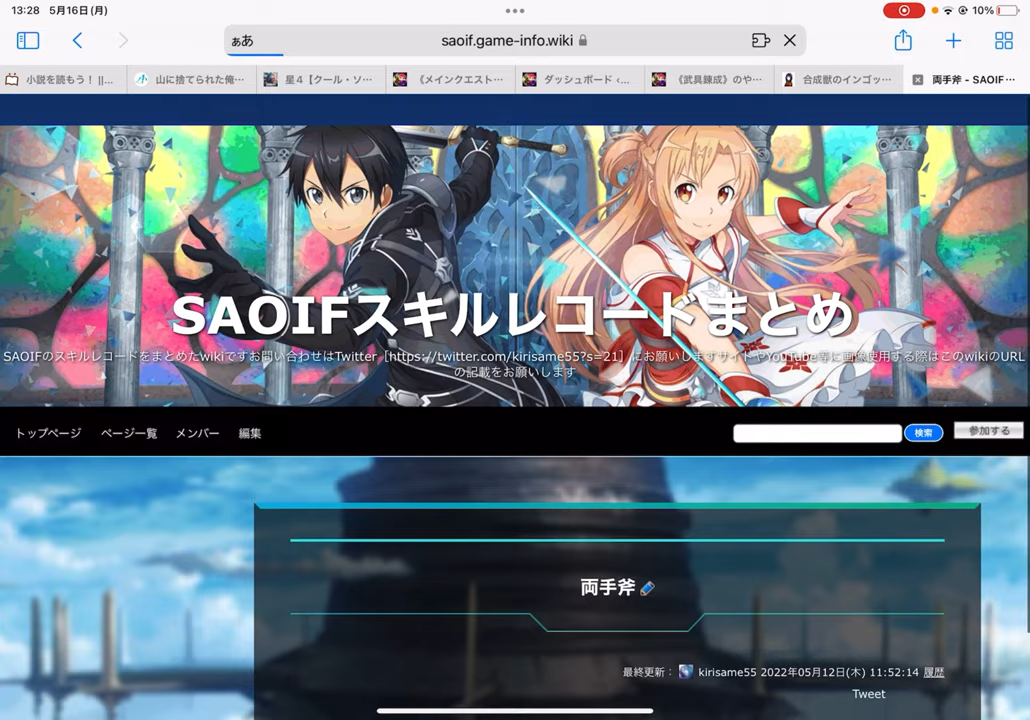 13:28 5月16日(月)
10%
ぁあ
saoif.game-info.wiki
小説を読もう！ ||...
山に捨てられた俺…
星４【クール・ソ…
《メインクエスト…
ダッシュボード ‹...
《武具錬成》のや…
合成獣のインゴッ…
両手斧 - SAOIF…
SAOIFスキルレコードまとめ
SAOIFのスキルレコードをまとめたwikiですお問い合わせはTwitter［https://twitter.com/kirisame55?s=21］にお願いしますサイトやYouTube等に画像使用する際はこのwikiのURL
の記載をお願いします
トップページ ページ一覧 メンバー 編集
検索 参加する
両手斧
最終更新： kirisame55 2022年05月12日(木) 11:52:14 履歴
Tweet